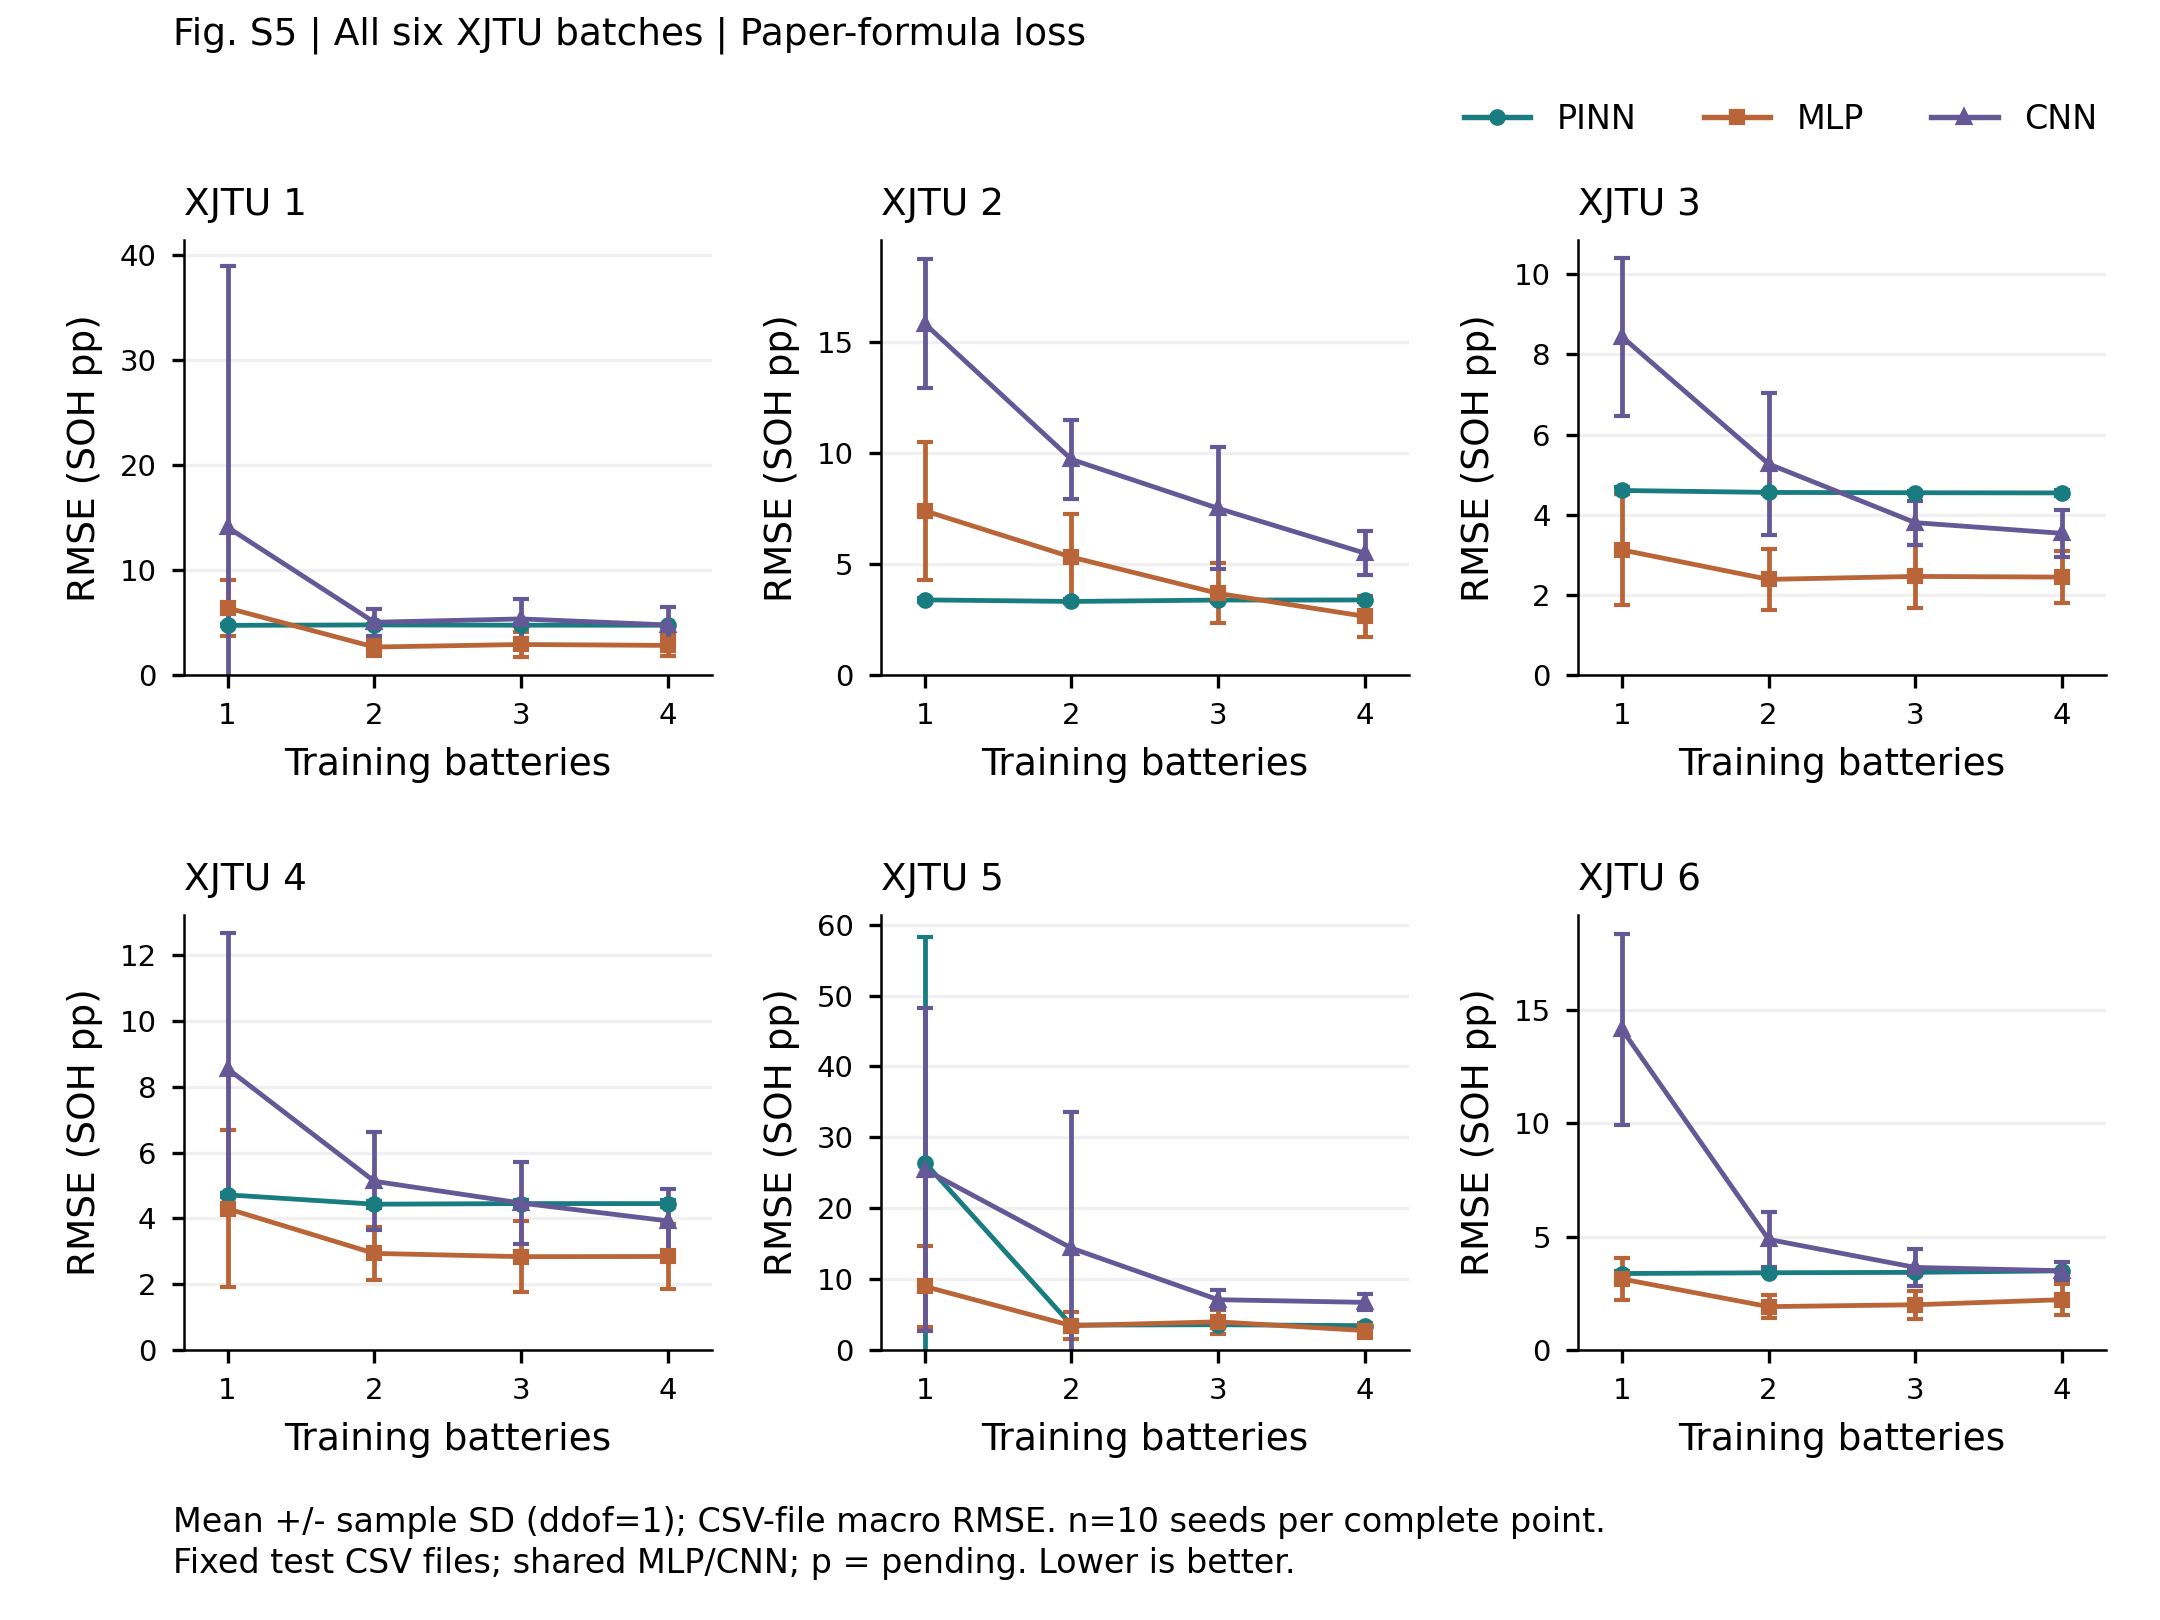 Fig. S5 | All six XJTU batches | Paper-formula loss
PINN MLP CNN
XJTU 1
40
30
20
10
0
RMSE (SOH pp)
1 2 3 4
Training batteries
XJTU 2
15
10
5
0
RMSE (SOH pp)
1 2 3 4
Training batteries
XJTU 3
10
8
6
4
2
0
RMSE (SOH pp)
1 2 3 4
Training batteries
XJTU 4
12
10
8
6
4
2
0
RMSE (SOH pp)
1 2 3 4
Training batteries
XJTU 5
60
50
40
30
20
10
0
RMSE (SOH pp)
1 2 3 4
Training batteries
XJTU 6
15
10
5
0
RMSE (SOH pp)
1 2 3 4
Training batteries
Mean +/- sample SD (ddof=1); CSV-file macro RMSE. n=10 seeds per complete point.
Fixed test CSV files; shared MLP/CNN; p = pending. Lower is better.